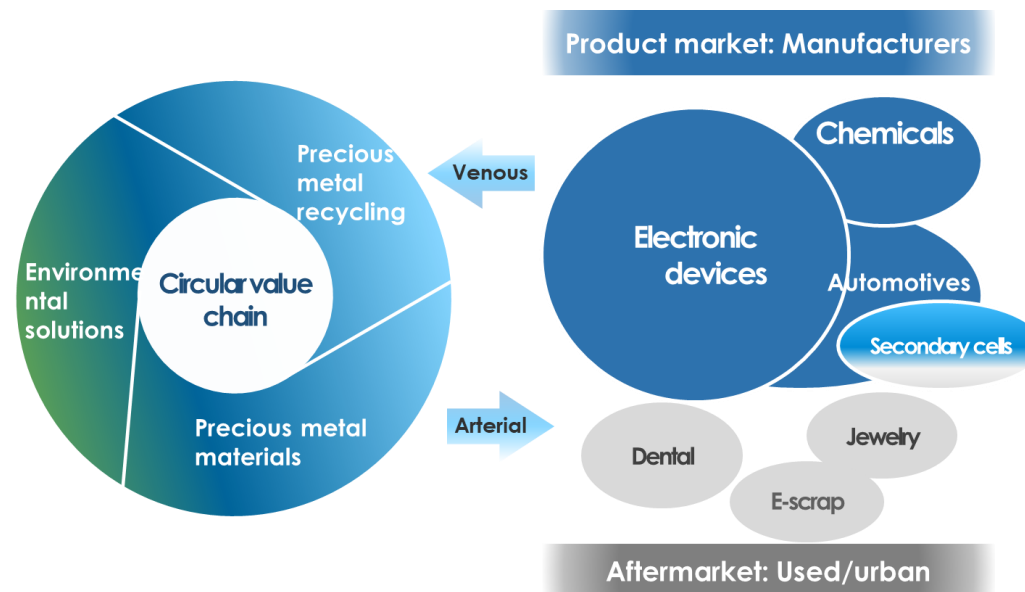 Product market: Manufacturers
Chemicals
Precious
metal
recycling
Venous
Electronic
devices
Environme
ntal
solutions
Circular value
chain
Automotives
Secondary cells
Precious metal
materials
Arterial
Jewelry
Dental
E-scrap
Aftermarket: Used/urban